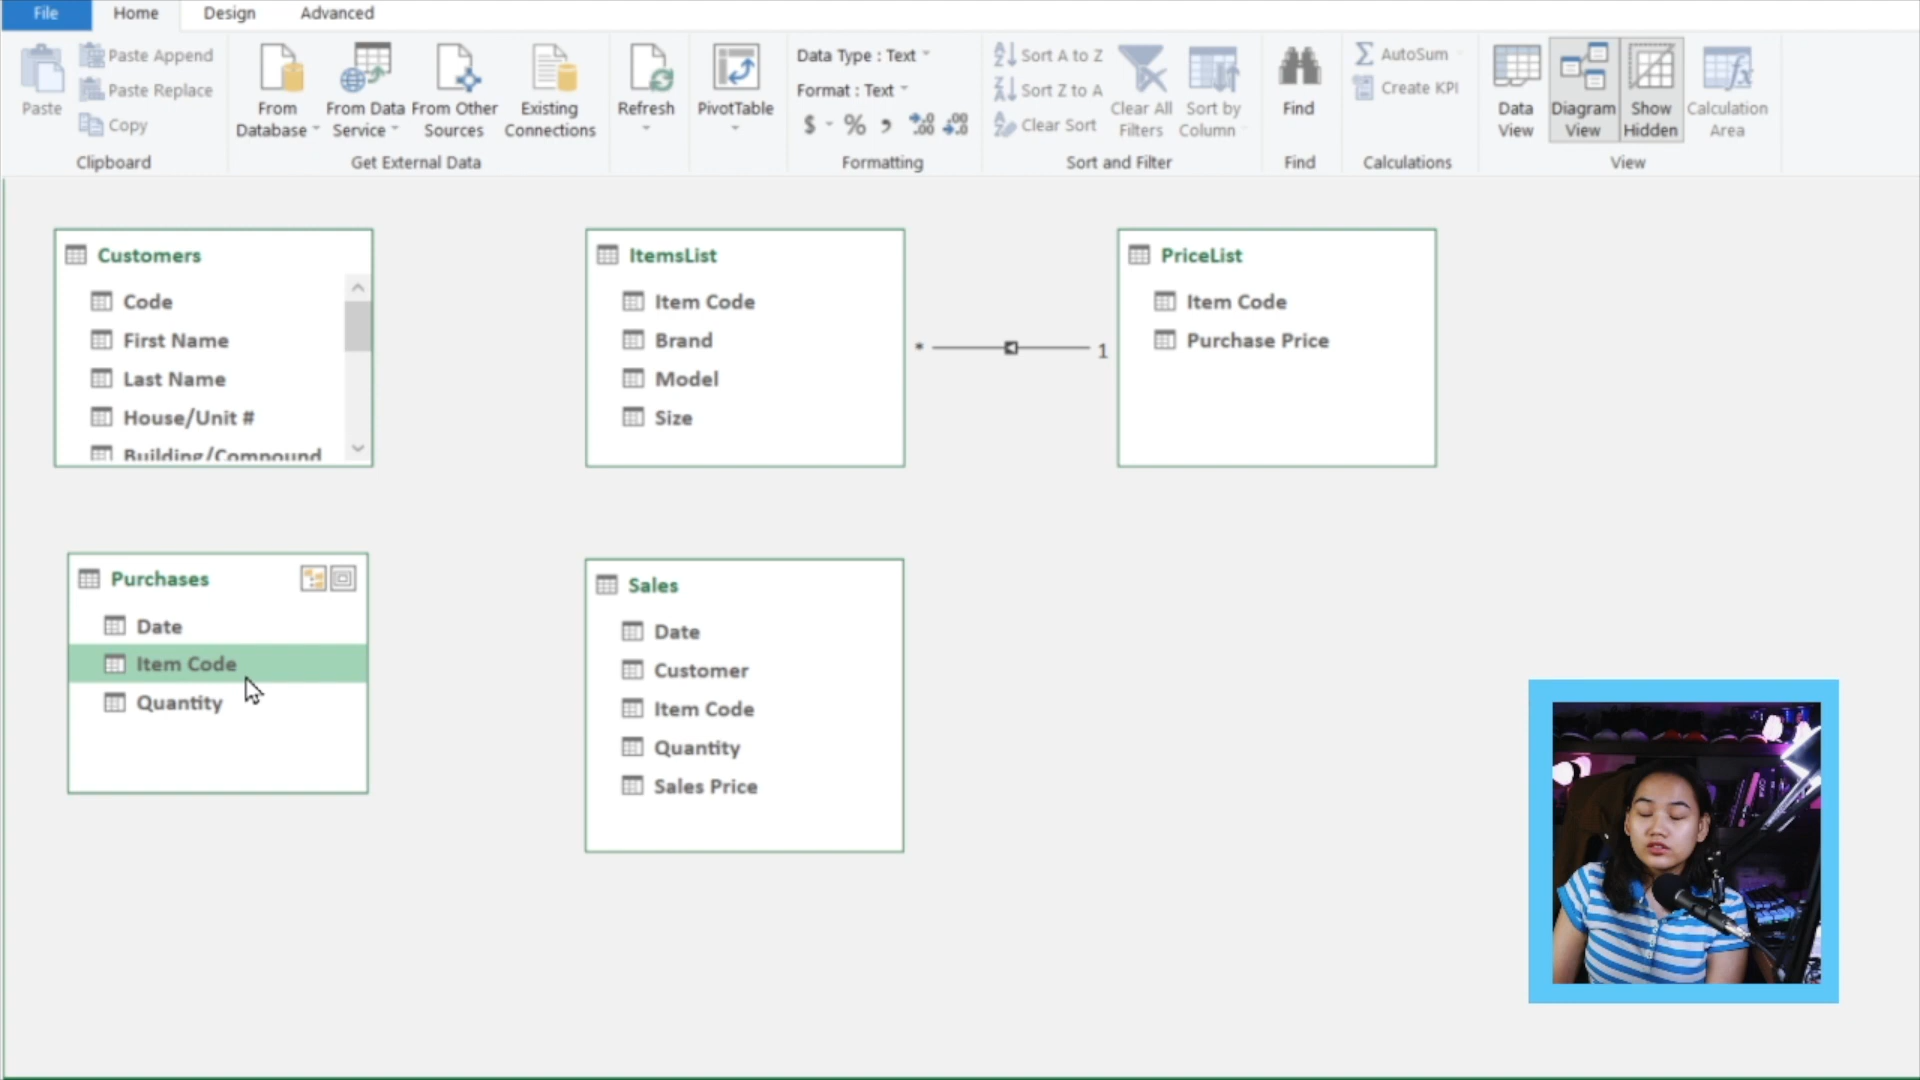 File Home Design Advanced
Paste
Paste Append
Paste Replace
Copy
Clipboard
From Database
From Data Service
From Other Sources
Existing Connections
Get External Data
Refresh
PivotTable
Data Type : Text
Format : Text
$ % , .0 .00 .00 .0
Formatting
Sort A to Z
Sort Z to A
Clear Sort
Clear All Filters
Sort by Column
Sort and Filter
Find
Find
AutoSum
Create KPI
Calculations
Data View
Diagram View
Show Hidden
Calculation Area
View
Customers
Code
First Name
Last Name
House/Unit #
Building/Compound
ItemsList
Item Code
Brand
Model
Size
* 1
PriceList
Item Code
Purchase Price
Purchases
Date
Item Code
Quantity
Sales
Date
Customer
Item Code
Quantity
Sales Price